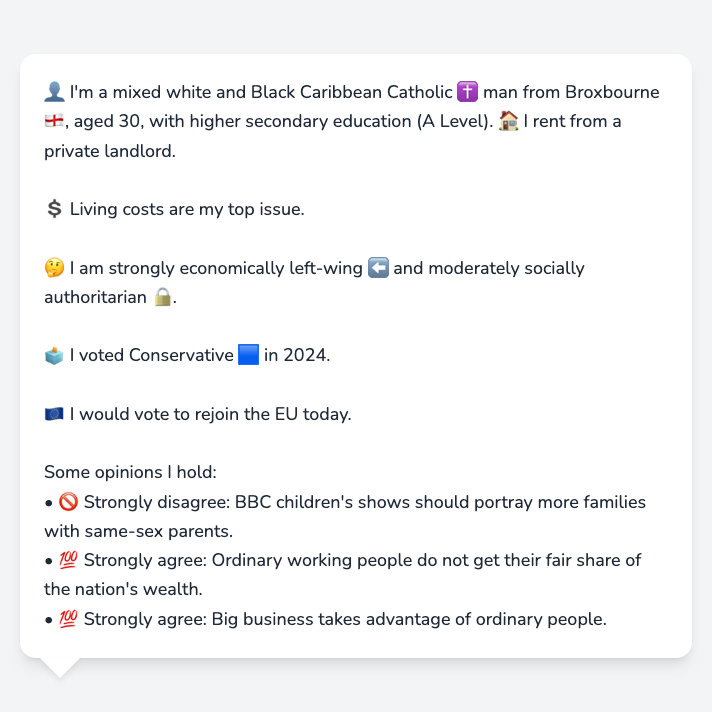 👤 I'm a mixed white and Black Caribbean Catholic ✝️ man from Broxbourne
🏴󠁧󠁢󠁥󠁮󠁧󠁿, aged 30, with higher secondary education (A Level). 🏠 I rent from a
private landlord.
💲 Living costs are my top issue.
🤔 I am strongly economically left-wing ⬅️ and moderately socially
authoritarian 🔒.
🗳️ I voted Conservative 🟦 in 2024.
🇪🇺 I would vote to rejoin the EU today.
Some opinions I hold:
• 🚫 Strongly disagree: BBC children's shows should portray more families
with same-sex parents.
• 💯 Strongly agree: Ordinary working people do not get their fair share of
the nation's wealth.
• 💯 Strongly agree: Big business takes advantage of ordinary people.